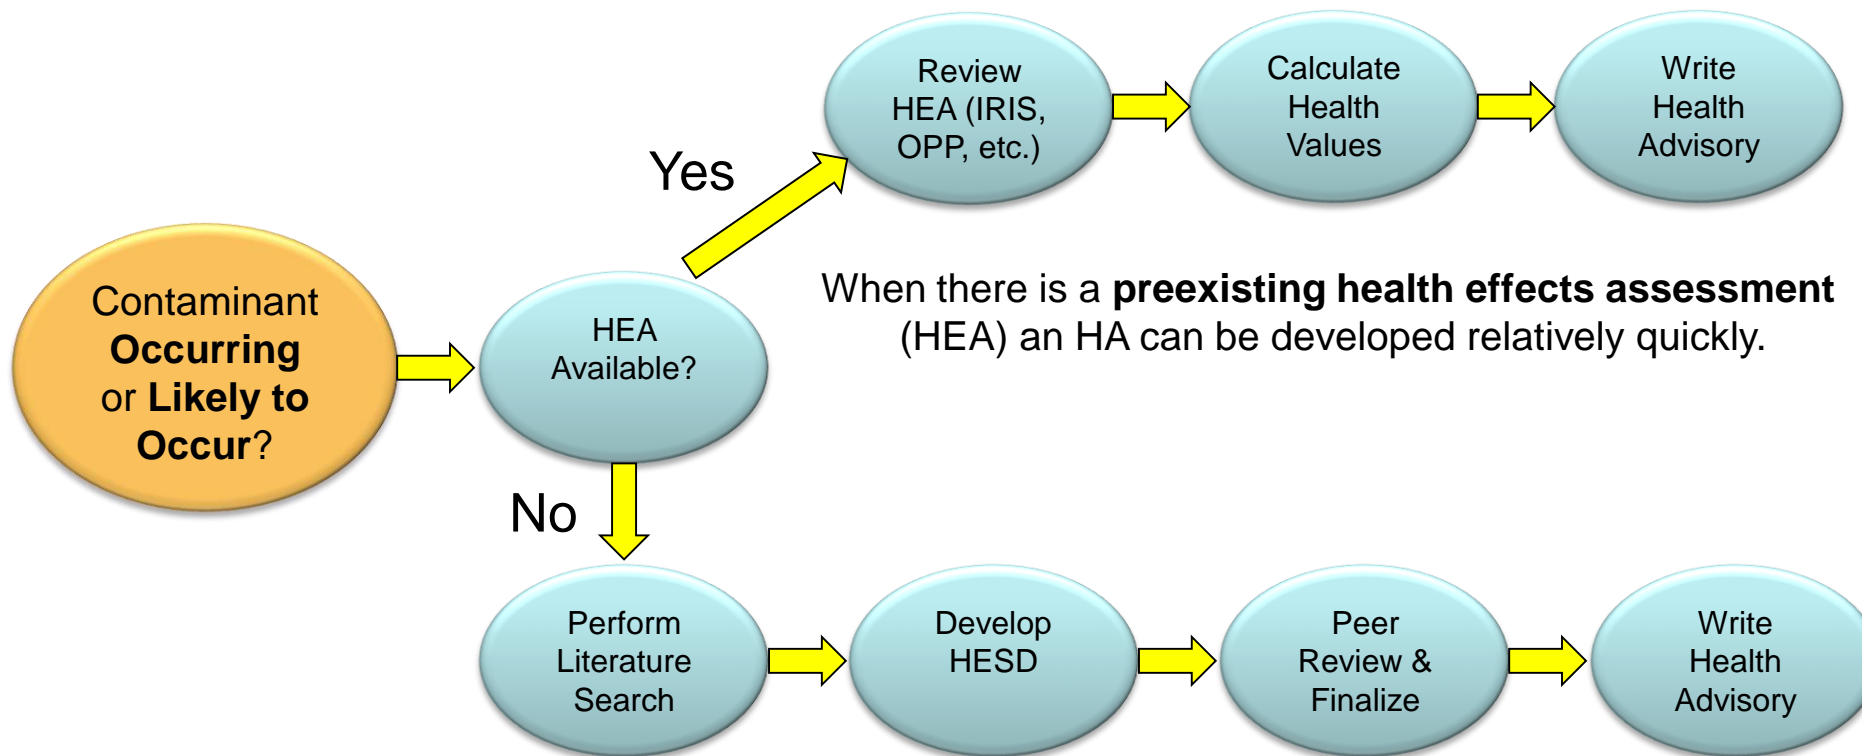 Contaminant
Occurring
or Likely to
Occur?
HEA
Available?
Yes
Review
HEA (IRIS,
OPP, etc.)
Calculate
Health
Values
Write
Health
Advisory
When there is a preexisting health effects assessment
(HEA) an HA can be developed relatively quickly.
No
Perform
Literature
Search
Develop
HESD
Peer
Review &
Finalize
Write
Health
Advisory